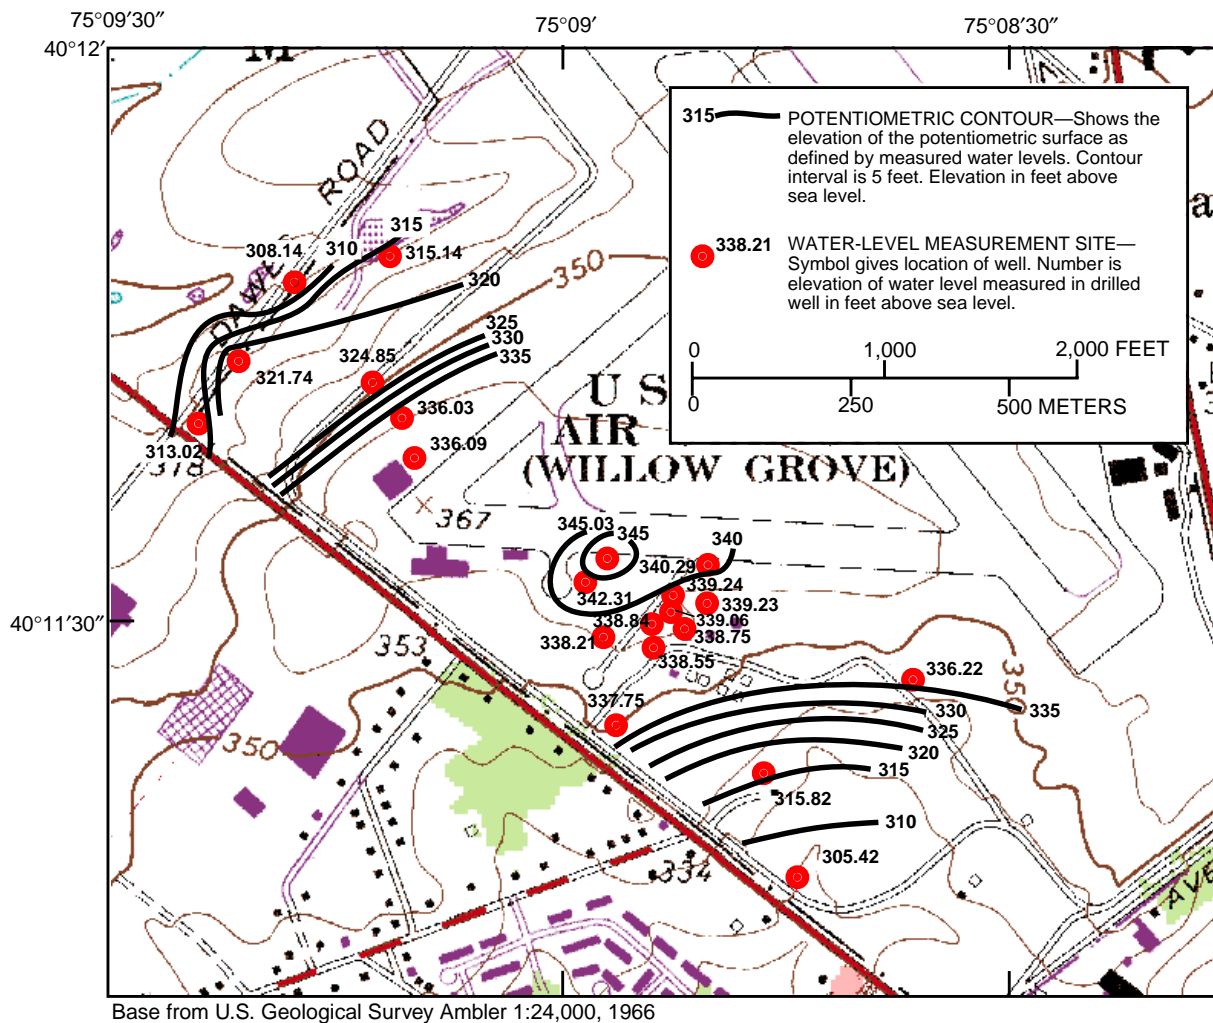 75°09′30″
75°09′
75°08′30″
40°12′
M
ROAD
DAWE
315
POTENTIOMETRIC CONTOUR—Shows the
elevation of the potentiometric surface as
defined by measured water levels. Contour
interval is 5 feet. Elevation in feet above
sea level.
338.21
WATER-LEVEL MEASUREMENT SITE—
Symbol gives location of well. Number is
elevation of water level measured in drilled
well in feet above sea level.
0 1,000 2,000 FEET
0 250 500 METERS
a
315
308.14
310
315.14
350
320
325
330
335
324.85
321.74
336.03
336.09
313.02
318
U S
AIR
(WILLOW GROVE)
367
345.03
345
340
340.29
342.31
339.24
339.23
40°11′30″
338.84
339.06
338.21
338.75
338.55
353
336.22
350
337.75
335
330
325
350
320
315
315.82
310
305.42
334
AVE
Base from U.S. Geological Survey Ambler 1:24,000, 1966